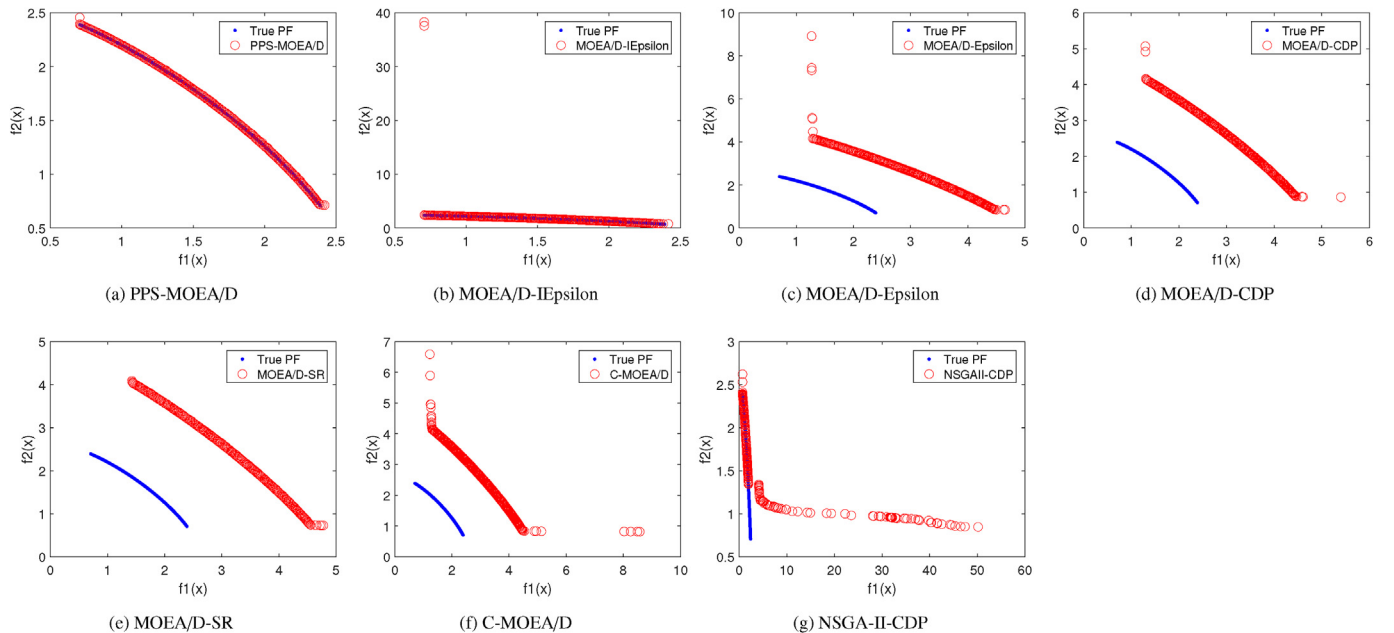 2.5
2
1.5
1
0.5
0.5
1
1.5
2
2.5
f2(x)
f1(x)
True PF
PPS-MOEA/D
(a) PPS-MOEA/D
40
30
20
10
0
0.5
1
1.5
2
2.5
f2(x)
f1(x)
True PF
MOEA/D-IEpsilon
(b) MOEA/D-IEpsilon
10
8
6
4
2
0
0
1
2
3
4
5
f2(x)
f1(x)
True PF
MOEA/D-Epsilon
(c) MOEA/D-Epsilon
6
5
4
3
2
1
0
0
1
2
3
4
5
6
f2(x)
f1(x)
True PF
MOEA/D-CDP
(d) MOEA/D-CDP
5
4
3
2
1
0
0
1
2
3
4
5
f2(x)
f1(x)
True PF
MOEA/D-SR
(e) MOEA/D-SR
7
6
5
4
3
2
1
0
0
2
4
6
8
10
f2(x)
f1(x)
True PF
C-MOEA/D
(f) C-MOEA/D
3
2.5
2
1.5
1
0.5
0
10
20
30
40
50
60
f2(x)
f1(x)
True PF
NSGAII-CDP
(g) NSGA-II-CDP